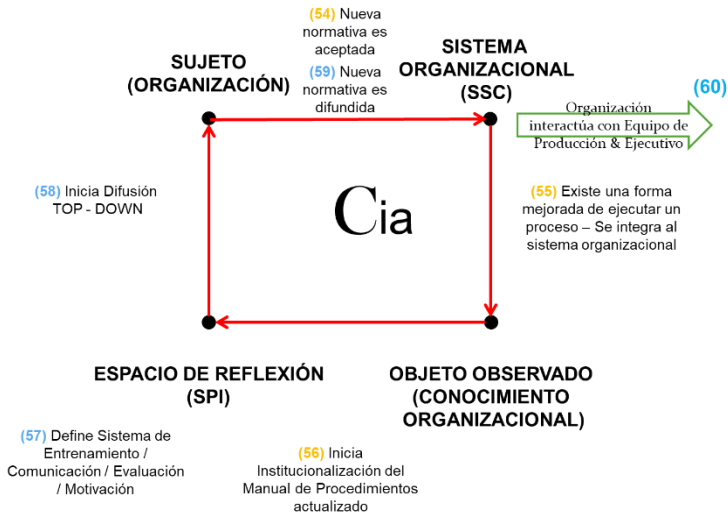 (54) Nueva
normativa es
aceptada
(59) Nueva
normativa es
difundida
SUJETO
(ORGANIZACIÓN)
SISTEMA
ORGANIZACIONAL
(SSC)
(60)
Organización
interactúa con Equipo de
Producción & Ejecutivo
(58) Inicia Difusión
TOP - DOWN
Cia
(55) Existe una forma
mejorada de ejecutar un
proceso – Se integra al
sistema organizacional
ESPACIO DE REFLEXIÓN
(SPI)
OBJETO OBSERVADO
(CONOCIMIENTO
ORGANIZACIONAL)
(57) Define Sistema de
Entrenamiento /
Comunicación / Evaluación
/ Motivación
(56) Inicia
Institucionalización del
Manual de Procedimientos
actualizado